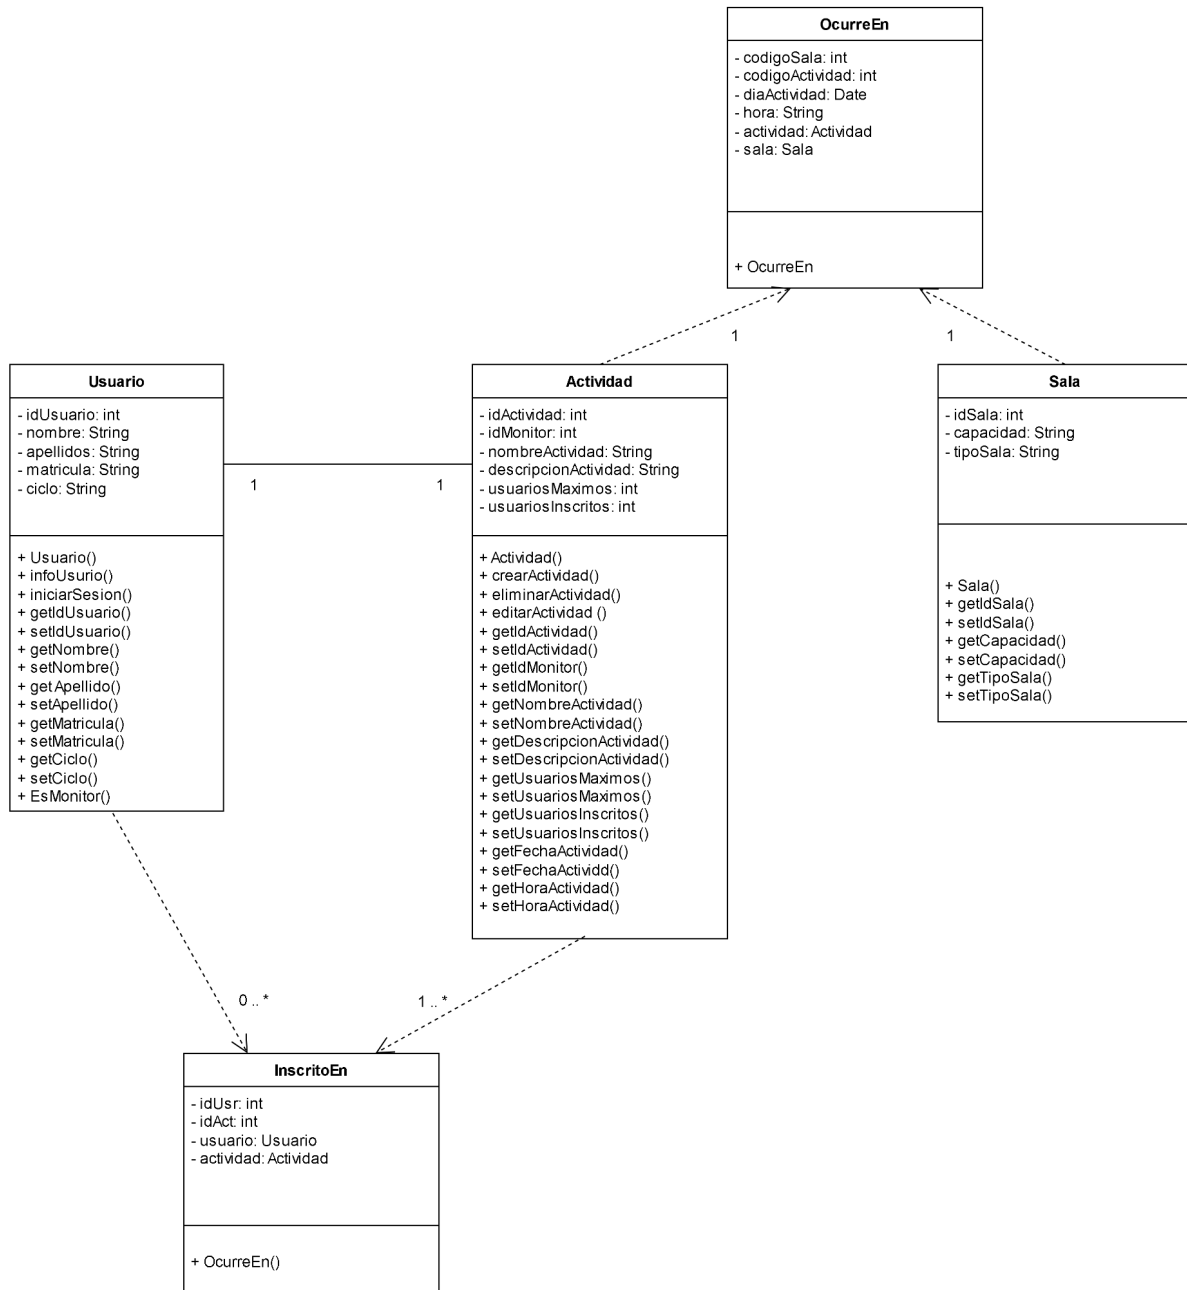 OcurreEn
- codigoSala: int
- codigoActividad: int
- diaActividad: Date
- hora: String
- actividad: Actividad
- sala: Sala
+ OcurreEn
1
1
Usuario
- idUsuario: int
- nombre: String
- apellidos: String
- matricula: String
- ciclo: String
+ Usuario()
+ infoUsurio()
+ iniciarSesion()
+ getIdUsuario()
+ setIdUsuario()
+ getNombre()
+ setNombre()
+ getApellido()
+ setApellido()
+ getMatricula()
+ setMatricula()
+ getCiclo()
+ setCiclo()
+ EsMonitor()
1
1
Actividad
- idActividad: int
- idMonitor: int
- nombreActividad: String
- descripcionActividad: String
- usuariosMaximos: int
- usuariosInscritos: int
+ Actividad()
+ crearActividad()
+ eliminarActividad()
+ editarActividad ()
+ getIdActividad()
+ setIdActividad()
+ getIdMonitor()
+ setIdMonitor()
+ getNombreActividad()
+ setNombreActividad()
+ getDescripcionActividad()
+ setDescripcionActividad()
+ getUsuariosMaximos()
+ setUsuariosMaximos()
+ getUsuariosInscritos()
+ setUsuariosInscritos()
+ getFechaActividad()
+ setFechaActividd()
+ getHoraActividad()
+ setHoraActividad()
Sala
- idSala: int
- capacidad: String
- tipoSala: String
+ Sala()
+ getIdSala()
+ setIdSala()
+ getCapacidad()
+ setCapacidad()
+ getTipoSala()
+ setTipoSala()
0 .. *
1 .. *
InscritoEn
- idUsr: int
- idAct: int
- usuario: Usuario
- actividad: Actividad
+ OcurreEn()